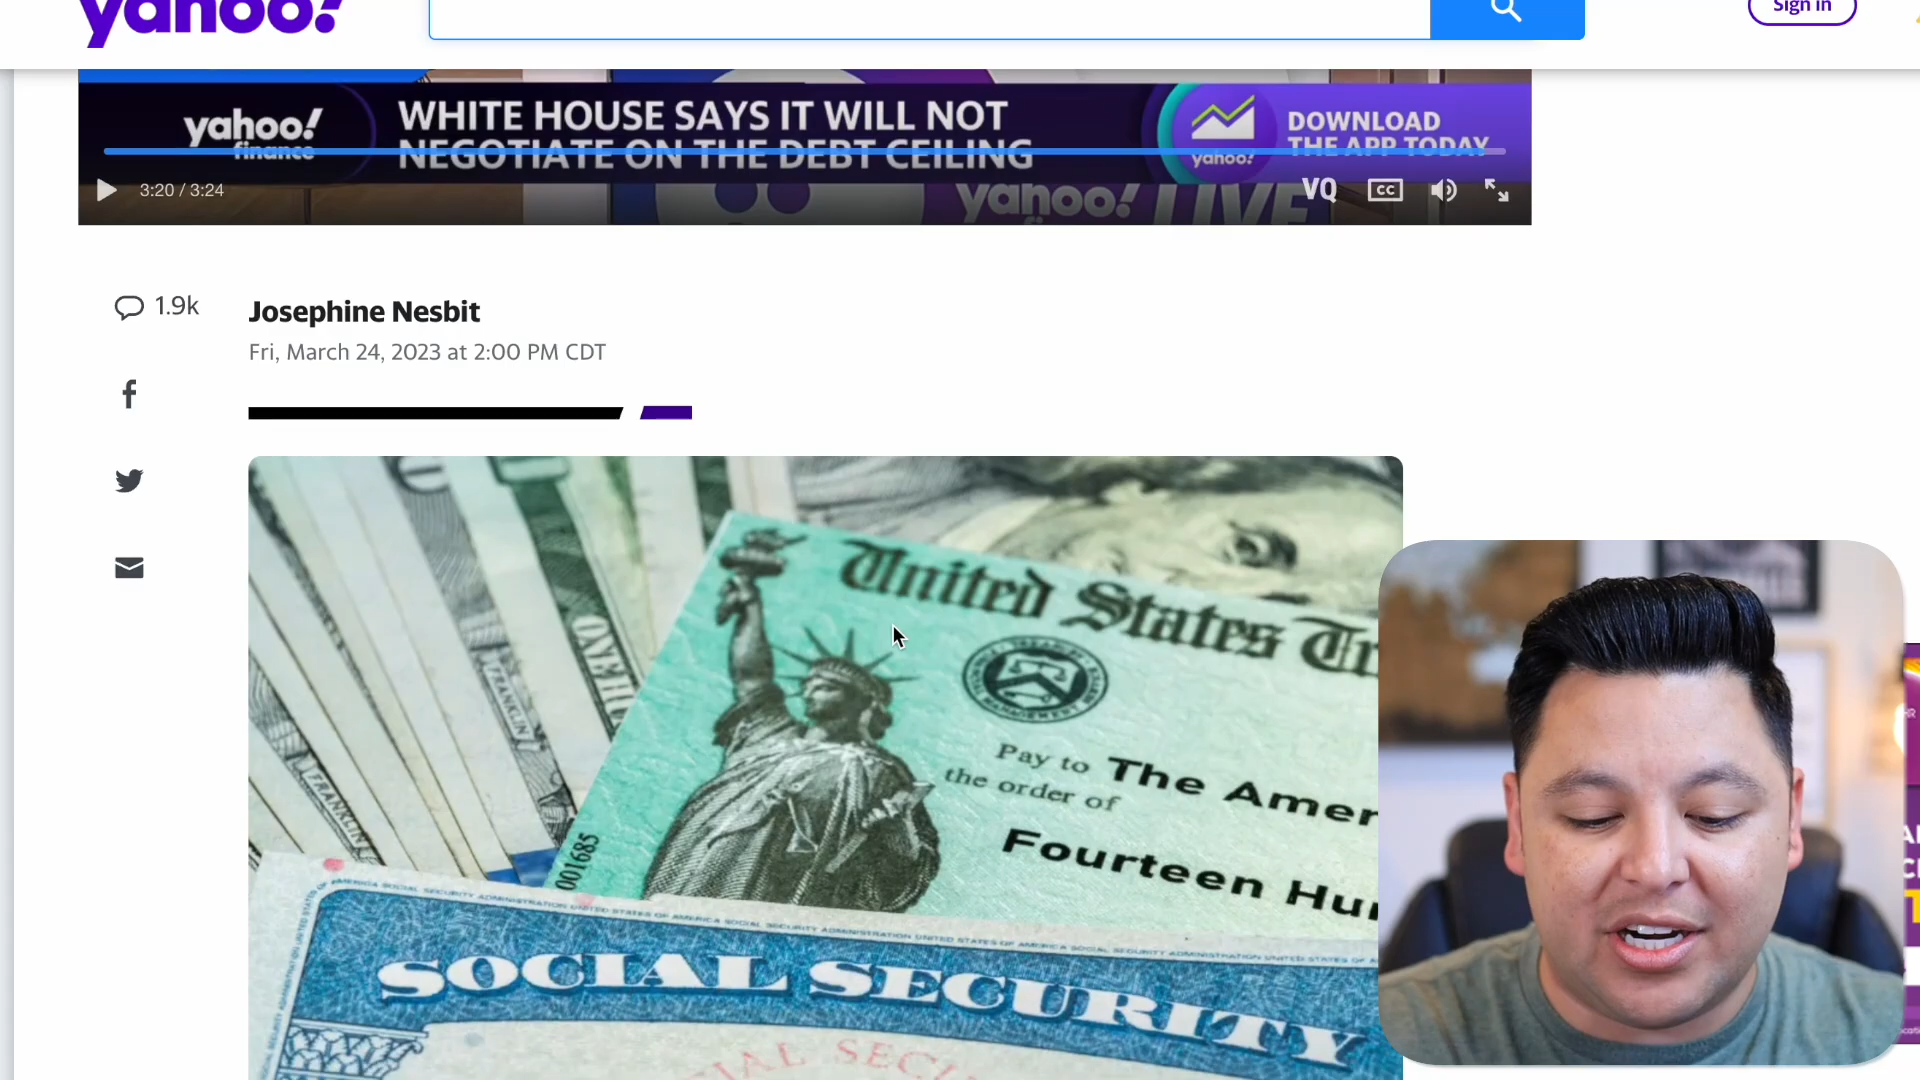 yahoo!
Sign in
yahoo!
finance
WHITE HOUSE SAYS IT WILL NOT
NEGOTIATE ON THE DEBT CEILING
yahoo!
DOWNLOAD
THE APP TODAY
3:20 / 3:24
yahoo! LIVE
VQ
CC
1.9k
Josephine Nesbit
Fri, March 24, 2023 at 2:00 PM CDT
United States Tr
FRANKLIN
FRANKLIN
Pay to
the order of
The Amer
Fourteen Hu
001685
SOCIAL SECURITY